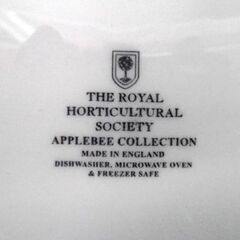 THE ROYAL
HORTICULTURAL
SOCIETY
APPLEBEE COLLECTION
MADE IN ENGLAND
DISHWASHER, MICROWAVE OVEN
& FREEZER SAFE